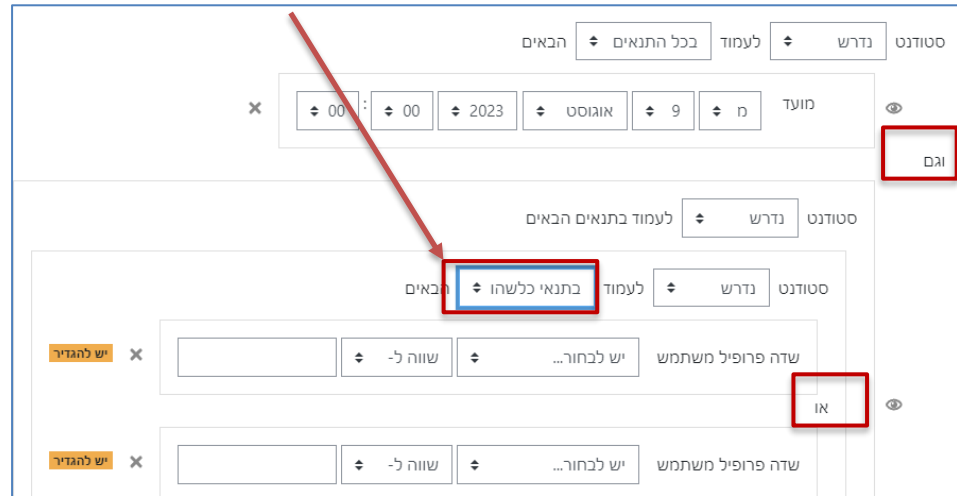 סטודנט נדרש לעמוד בכל התנאים הבאים
מועד מ 9 אוגוסט 2023 00 : 00
וגם
סטודנט נדרש לעמוד בתנאים הבאים
סטודנט נדרש לעמוד בתנאי כלשהו הבאים
שדה פרופיל משתמש יש לבחור... שווה ל- יש להגדיר
או
שדה פרופיל משתמש יש לבחור... שווה ל- יש להגדיר